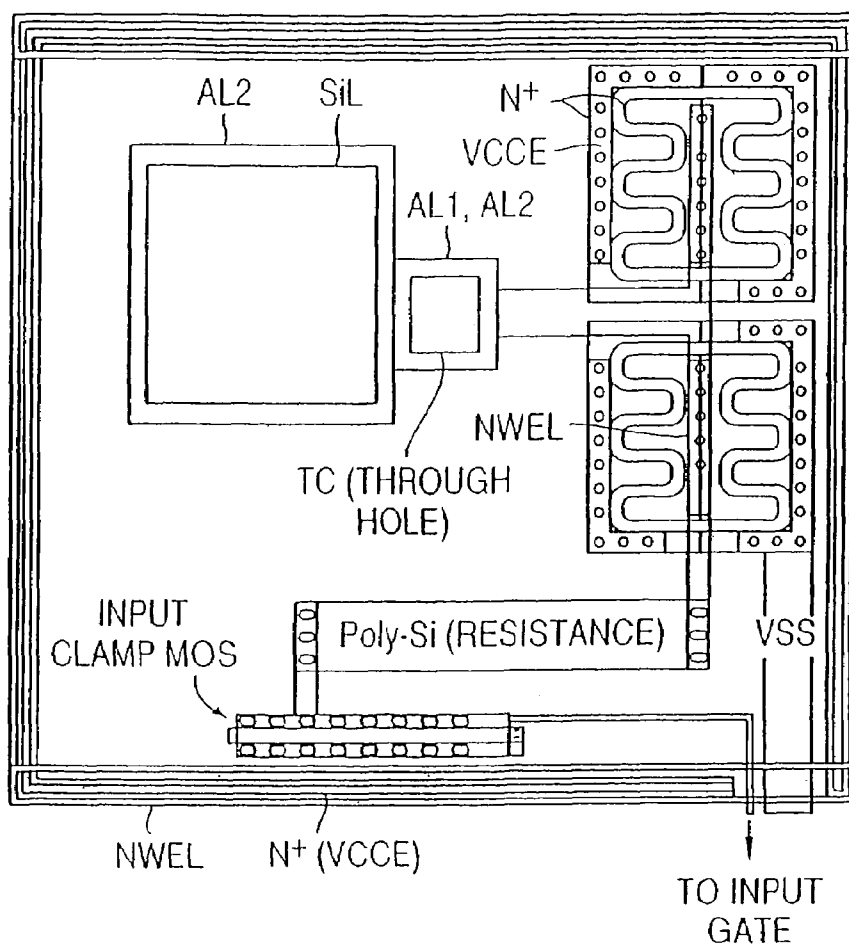 AL2
SiL
N+
VCCE
AL1, AL2
NWEL
TC (THROUGH
HOLE)
INPUT
CLAMP MOS
Poly-Si (RESISTANCE)
VSS
NWEL
N+ (VCCE)
TO INPUT
GATE